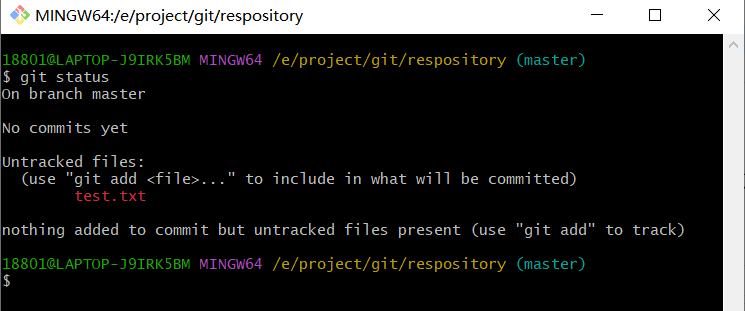 MINGW64:/e/project/git/respository
18801@LAPTOP-J9IRK5BM MINGW64 /e/project/git/respository (master)
$ git status
On branch master
No commits yet
Untracked files:
(use "git add <file>..." to include in what will be committed)
test.txt
nothing added to commit but untracked files present (use "git add" to track)
18801@LAPTOP-J9IRK5BM MINGW64 /e/project/git/respository (master)
$